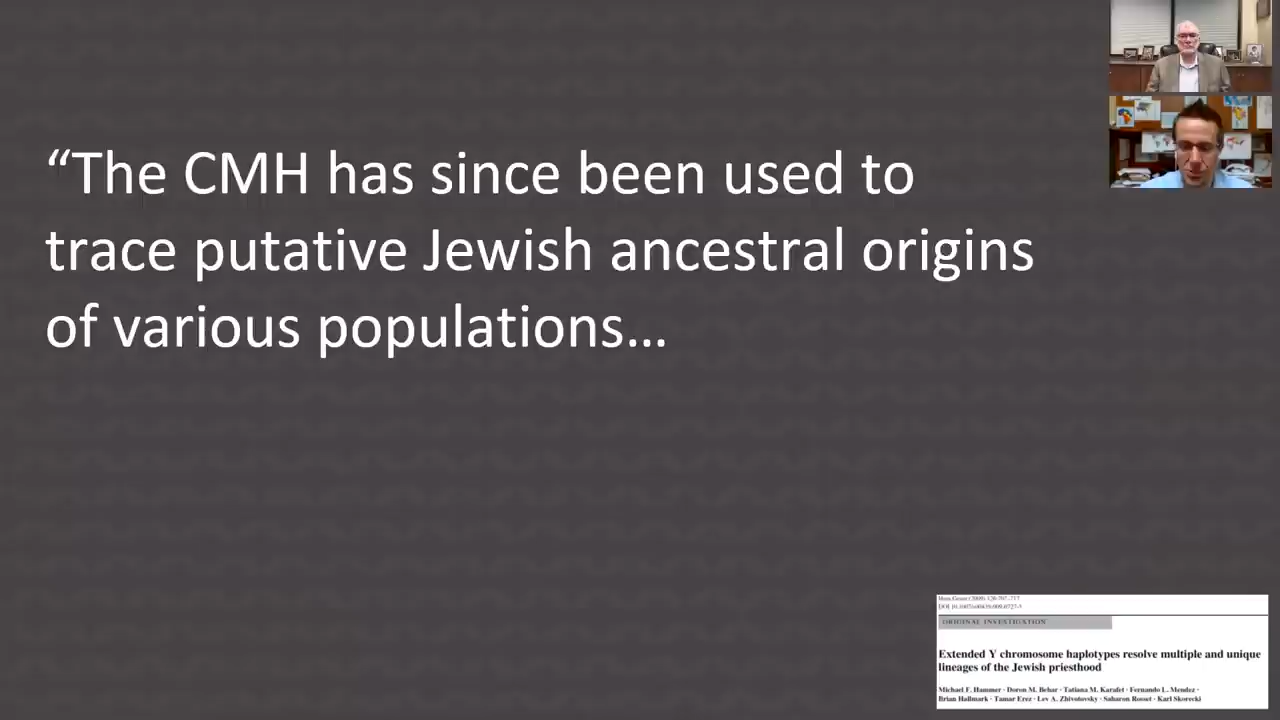 “The CMH has since been used to
trace putative Jewish ancestral origins
of various populations…
ORIGINAL INVESTIGATION
Extended Y chromosome haplotypes resolve multiple and unique
lineages of the Jewish priesthood
Michael F. Hammer · Doron M. Behar · Tatiana M. Karafet · Fernando L. Mendez ·
Brian Hallmark · Tamar Erez · Lev A. Zhivotovsky · Saharon Rosset · Karl Skorecki